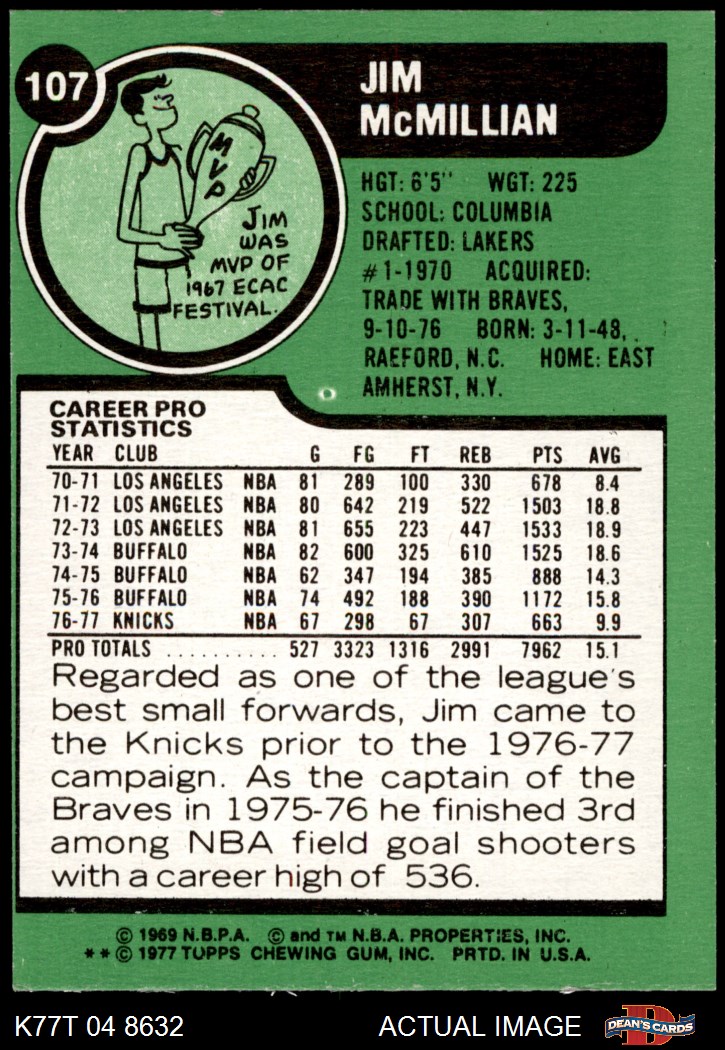 107
JIM
McMILLIAN
MVP
JIM
WAS
MVP OF
1967 ECAC
FESTIVAL.
HGT: 6'5" WGT: 225
SCHOOL: COLUMBIA
DRAFTED: LAKERS
#1-1970 ACQUIRED:
TRADE WITH BRAVES,
9-10-76 BORN: 3-11-48,
RAEFORD, N.C. HOME: EAST
AMHERST, N.Y.
CAREER PRO
STATISTICS
YEAR CLUB G FG FT REB PTS AVG
70-71 LOS ANGELES NBA 81 289 100 330 678 8.4
71-72 LOS ANGELES NBA 80 642 219 522 1503 18.8
72-73 LOS ANGELES NBA 81 655 223 447 1533 18.9
73-74 BUFFALO NBA 82 600 325 610 1525 18.6
74-75 BUFFALO NBA 62 347 194 385 888 14.3
75-76 BUFFALO NBA 74 492 188 390 1172 15.8
76-77 KNICKS NBA 67 298 67 307 663 9.9
PRO TOTALS .......... 527 3323 1316 2991 7962 15.1
Regarded as one of the league's
best small forwards, Jim came to
the Knicks prior to the 1976-77
campaign. As the captain of the
Braves in 1975-76 he finished 3rd
among NBA field goal shooters
with a career high of 536.
© 1969 N.B.P.A. © and TM N.B.A. PROPERTIES, INC.
**© 1977 TOPPS CHEWING GUM, INC. PRTD. IN U.S.A.
K77T 04 8632 ACTUAL IMAGE
D
DEAN'S CARDS